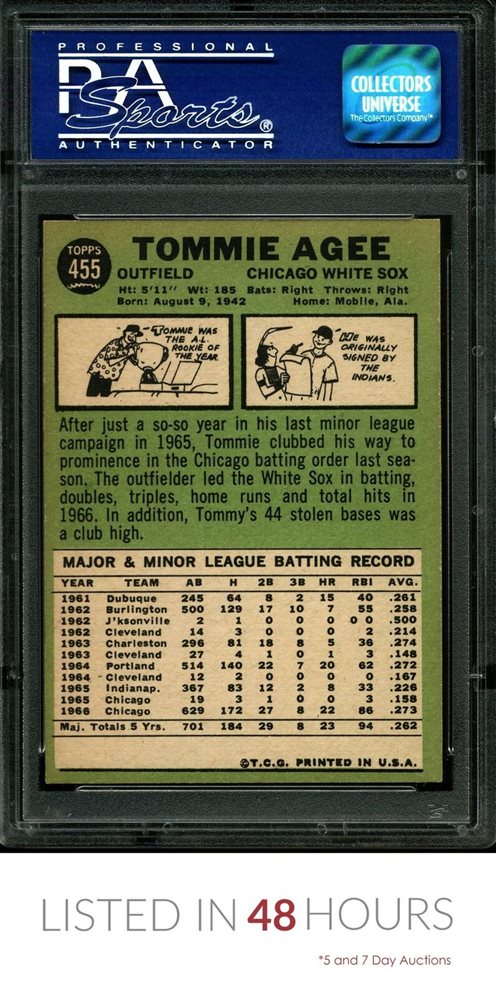 PROFESSIONAL
PSA
Sports®
AUTHENTICATOR
COLLECTORS
UNIVERSE
The Collectors Company™
TOPPS
455
TOMMIE AGEE
OUTFIELD CHICAGO WHITE SOX
Ht: 5'11" Wt: 185 Bats: Right Throws: Right
Born: August 9, 1942 Home: Mobile, Ala.
TOMMIE WAS
THE A.L.
ROOKIE OF
THE YEAR
HE WAS
ORIGINALLY
SIGNED BY
THE
INDIANS.
After just a so-so year in his last minor league
campaign in 1965, Tommie clubbed his way to
prominence in the Chicago batting order last sea-
son. The outfielder led the White Sox in batting,
doubles, triples, home runs and total hits in
1966. In addition, Tommy's 44 stolen bases was
a club high.
MAJOR & MINOR LEAGUE BATTING RECORD
YEAR TEAM AB H 2B 3B HR RBI AVG.
1961 Dubuque 245 64 8 2 15 40 .261
1962 Burlington 500 129 17 10 7 55 .258
1962 J'ksonville 2 1 0 0 0 0 0 .500
1962 Cleveland 14 3 0 0 0 2 .214
1963 Charleston 296 81 18 8 5 36 .274
1963 Cleveland 27 4 1 0 1 3 .148
1964 Portland 514 140 22 7 20 62 .272
1964 Cleveland 12 2 0 0 0 0 .167
1965 Indianap. 367 83 12 2 8 33 .226
1965 Chicago 19 3 1 0 0 3 .158
1966 Chicago 629 172 27 8 22 86 .273
Maj. Totals 5 Yrs. 701 184 29 8 23 94 .262
©T.C.G. PRINTED IN U.S.A.
LISTED IN 48 HOURS
*5 and 7 Day Auctions